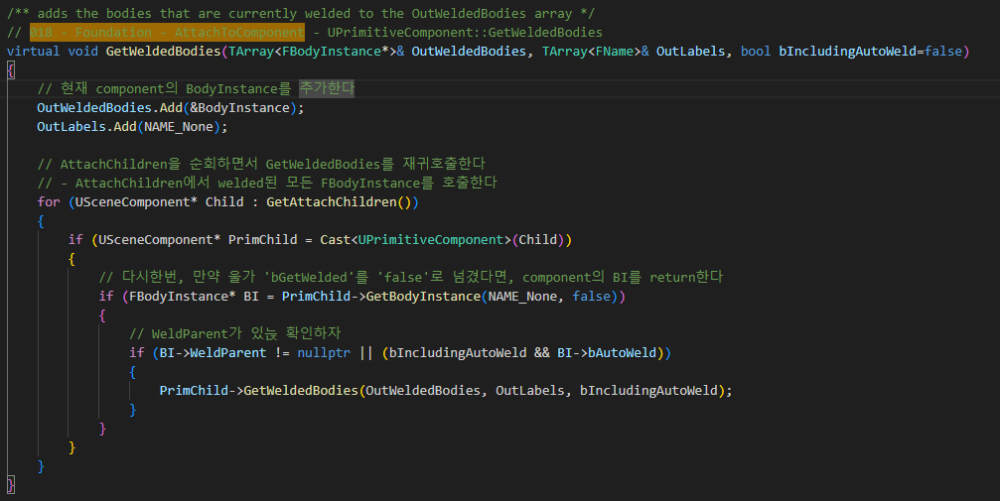 /** adds the bodies that are currently welded to the OutWeldedBodies array */
// 018 - Foundation - AttachToComponent - UPrimitiveComponent::GetWeldedBodies
virtual void GetWeldedBodies(TArray<FBodyInstance*>& OutWeldedBodies, TArray<FName>& OutLabels, bool bIncludingAutoWeld=false)
{
// 현재 component의 BodyInstance를 추가한다
OutWeldedBodies.Add(&BodyInstance);
OutLabels.Add(NAME_None);
// AttachChildren을 순회하면서 GetWeldedBodies를 재귀호출한다
// - AttachChildren에서 welded된 모든 FBodyInstance를 호출한다
for (USceneComponent* Child : GetAttachChildren())
{
if (USceneComponent* PrimChild = Cast<UPrimitiveComponent>(Child))
{
// 다시한번, 만약 울가 'bGetWelded'를 'false'로 넘겼다면, component의 BI를 return한다
if (FBodyInstance* BI = PrimChild->GetBodyInstance(NAME_None, false))
{
// WeldParent가 확인하자
if (BI->WeldParent != nullptr || (bIncludingAutoWeld && BI->bAutoWeld))
{
PrimChild->GetWeldedBodies(OutWeldedBodies, OutLabels, bIncludingAutoWeld);
}
}
}
}
}